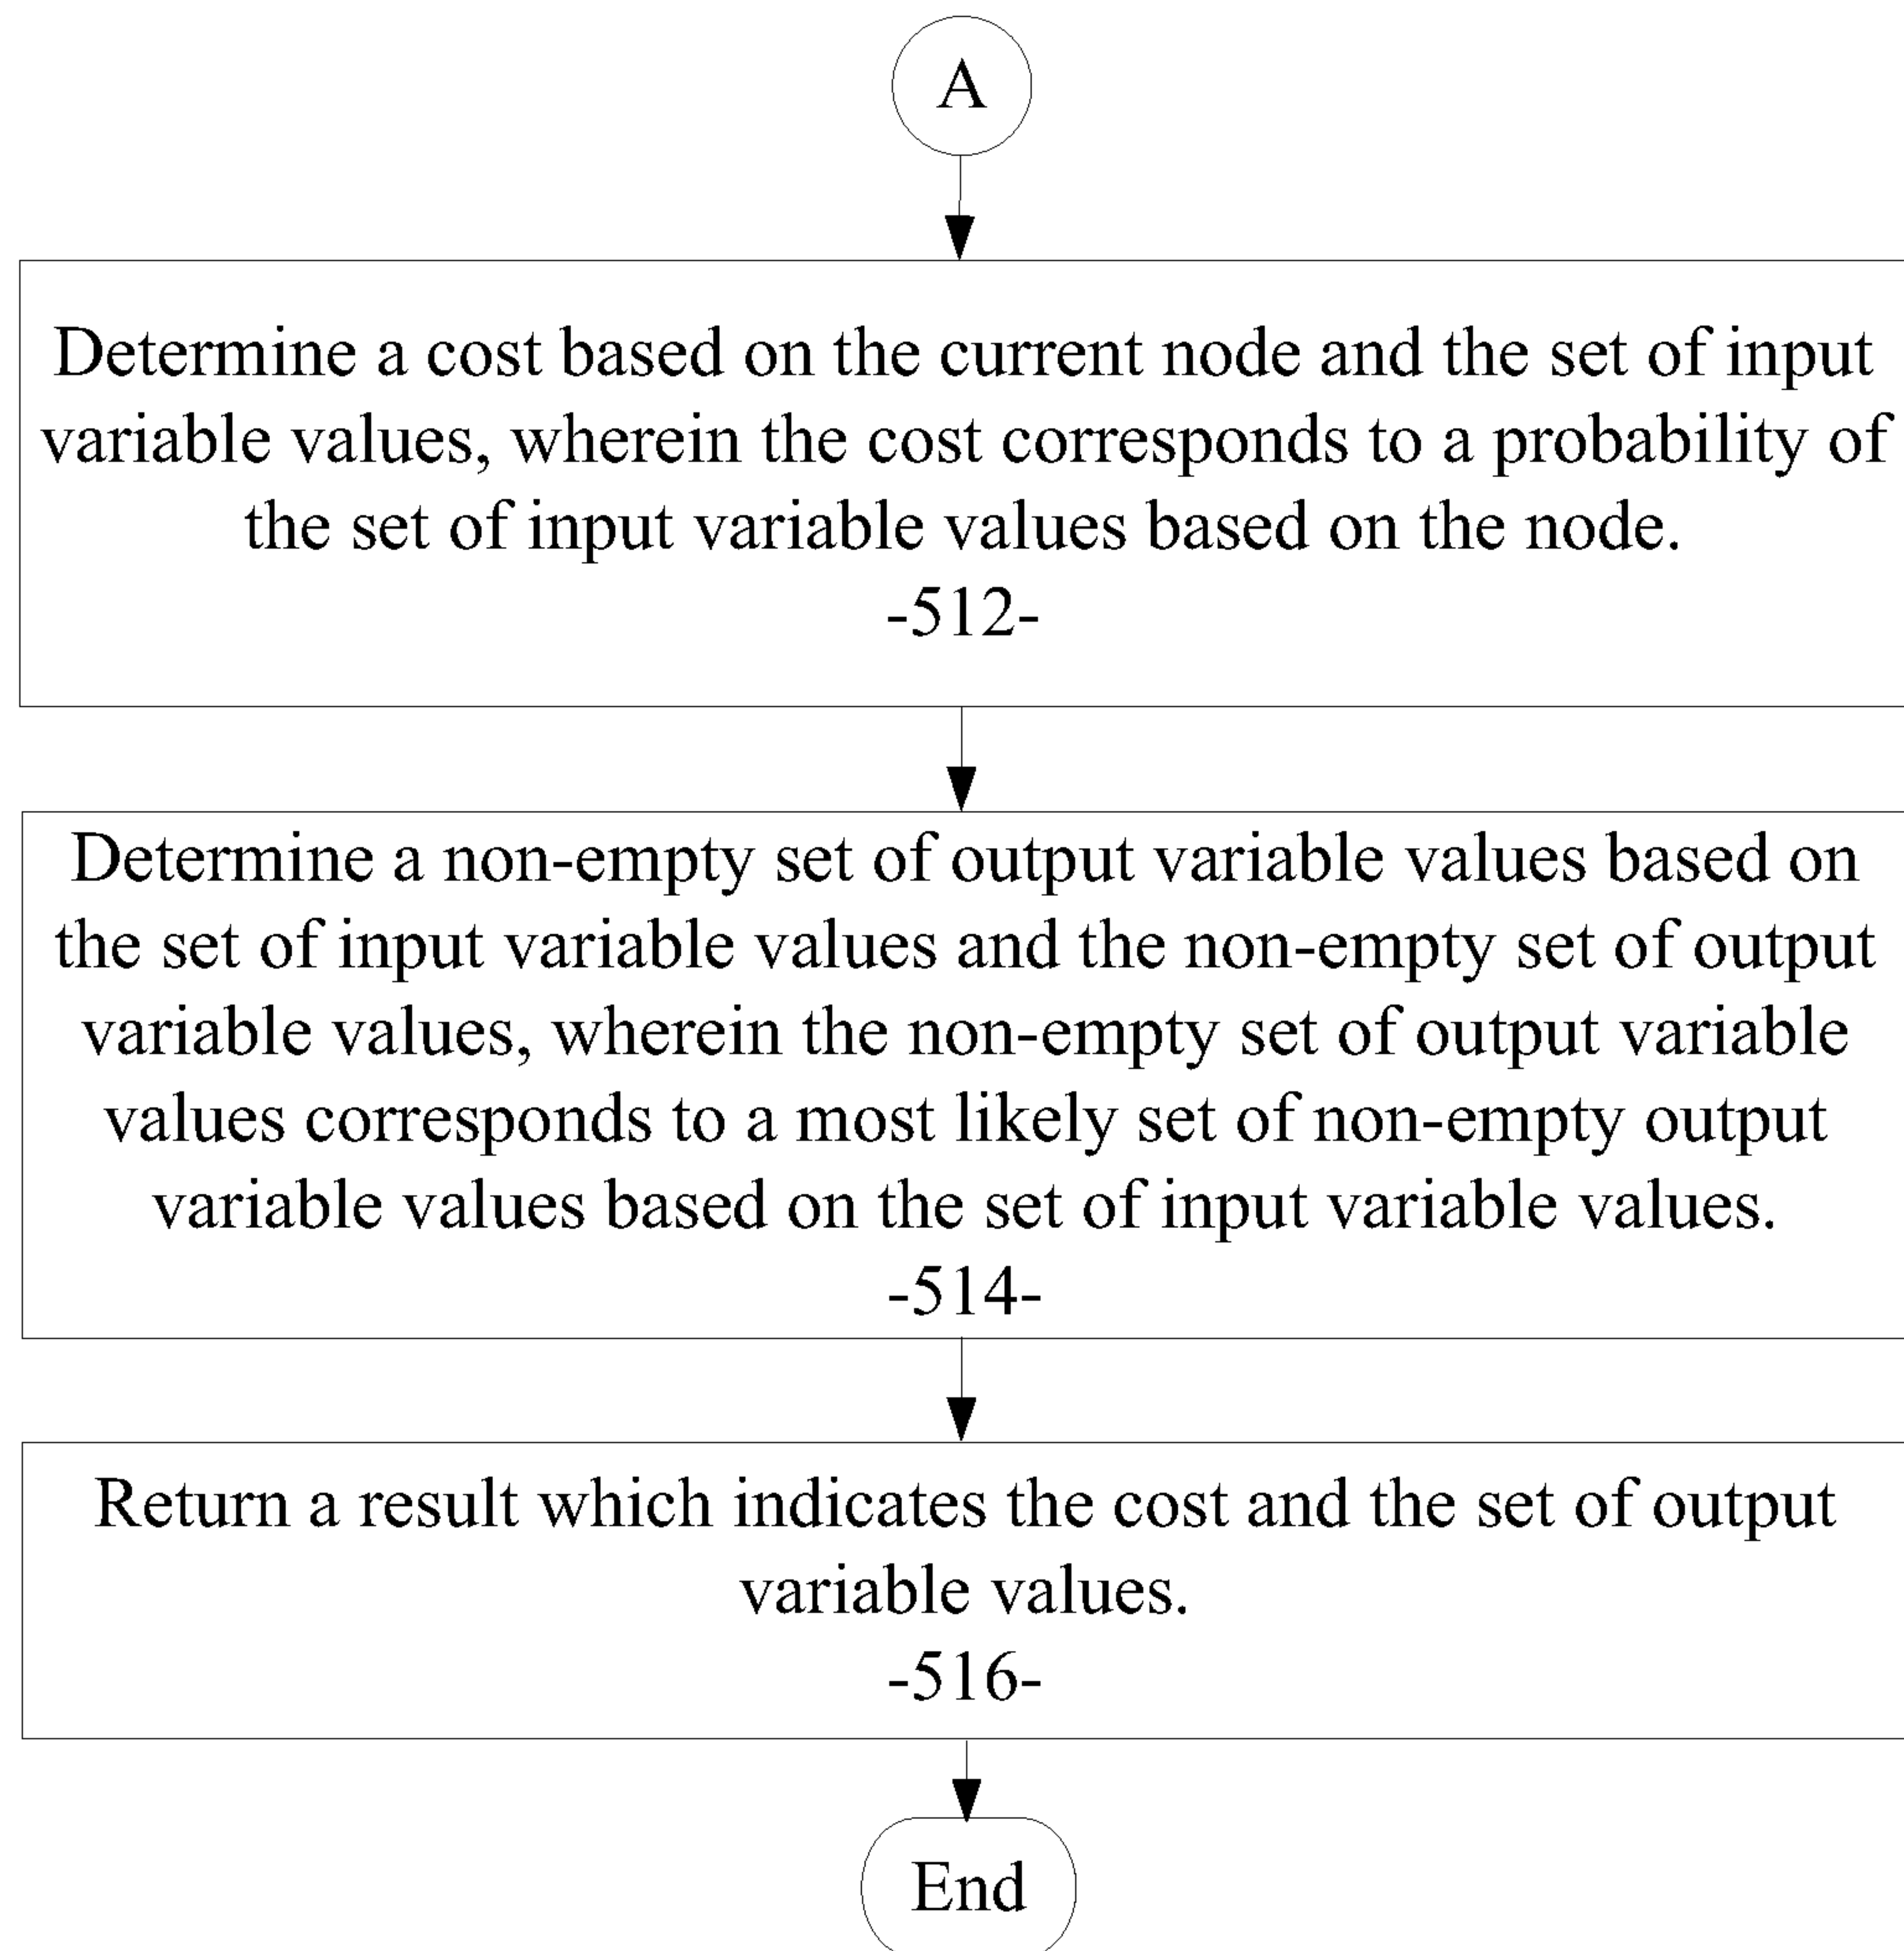 A
Determine a cost based on the current node and the set of input
variable values, wherein the cost corresponds to a probability of
the set of input variable values based on the node.
-512-
Determine a non-empty set of output variable values based on
the set of input variable values and the non-empty set of output
variable values, wherein the non-empty set of output variable
values corresponds to a most likely set of non-empty output
variable values based on the set of input variable values.
-514-
Return a result which indicates the cost and the set of output
variable values.
-516-
End